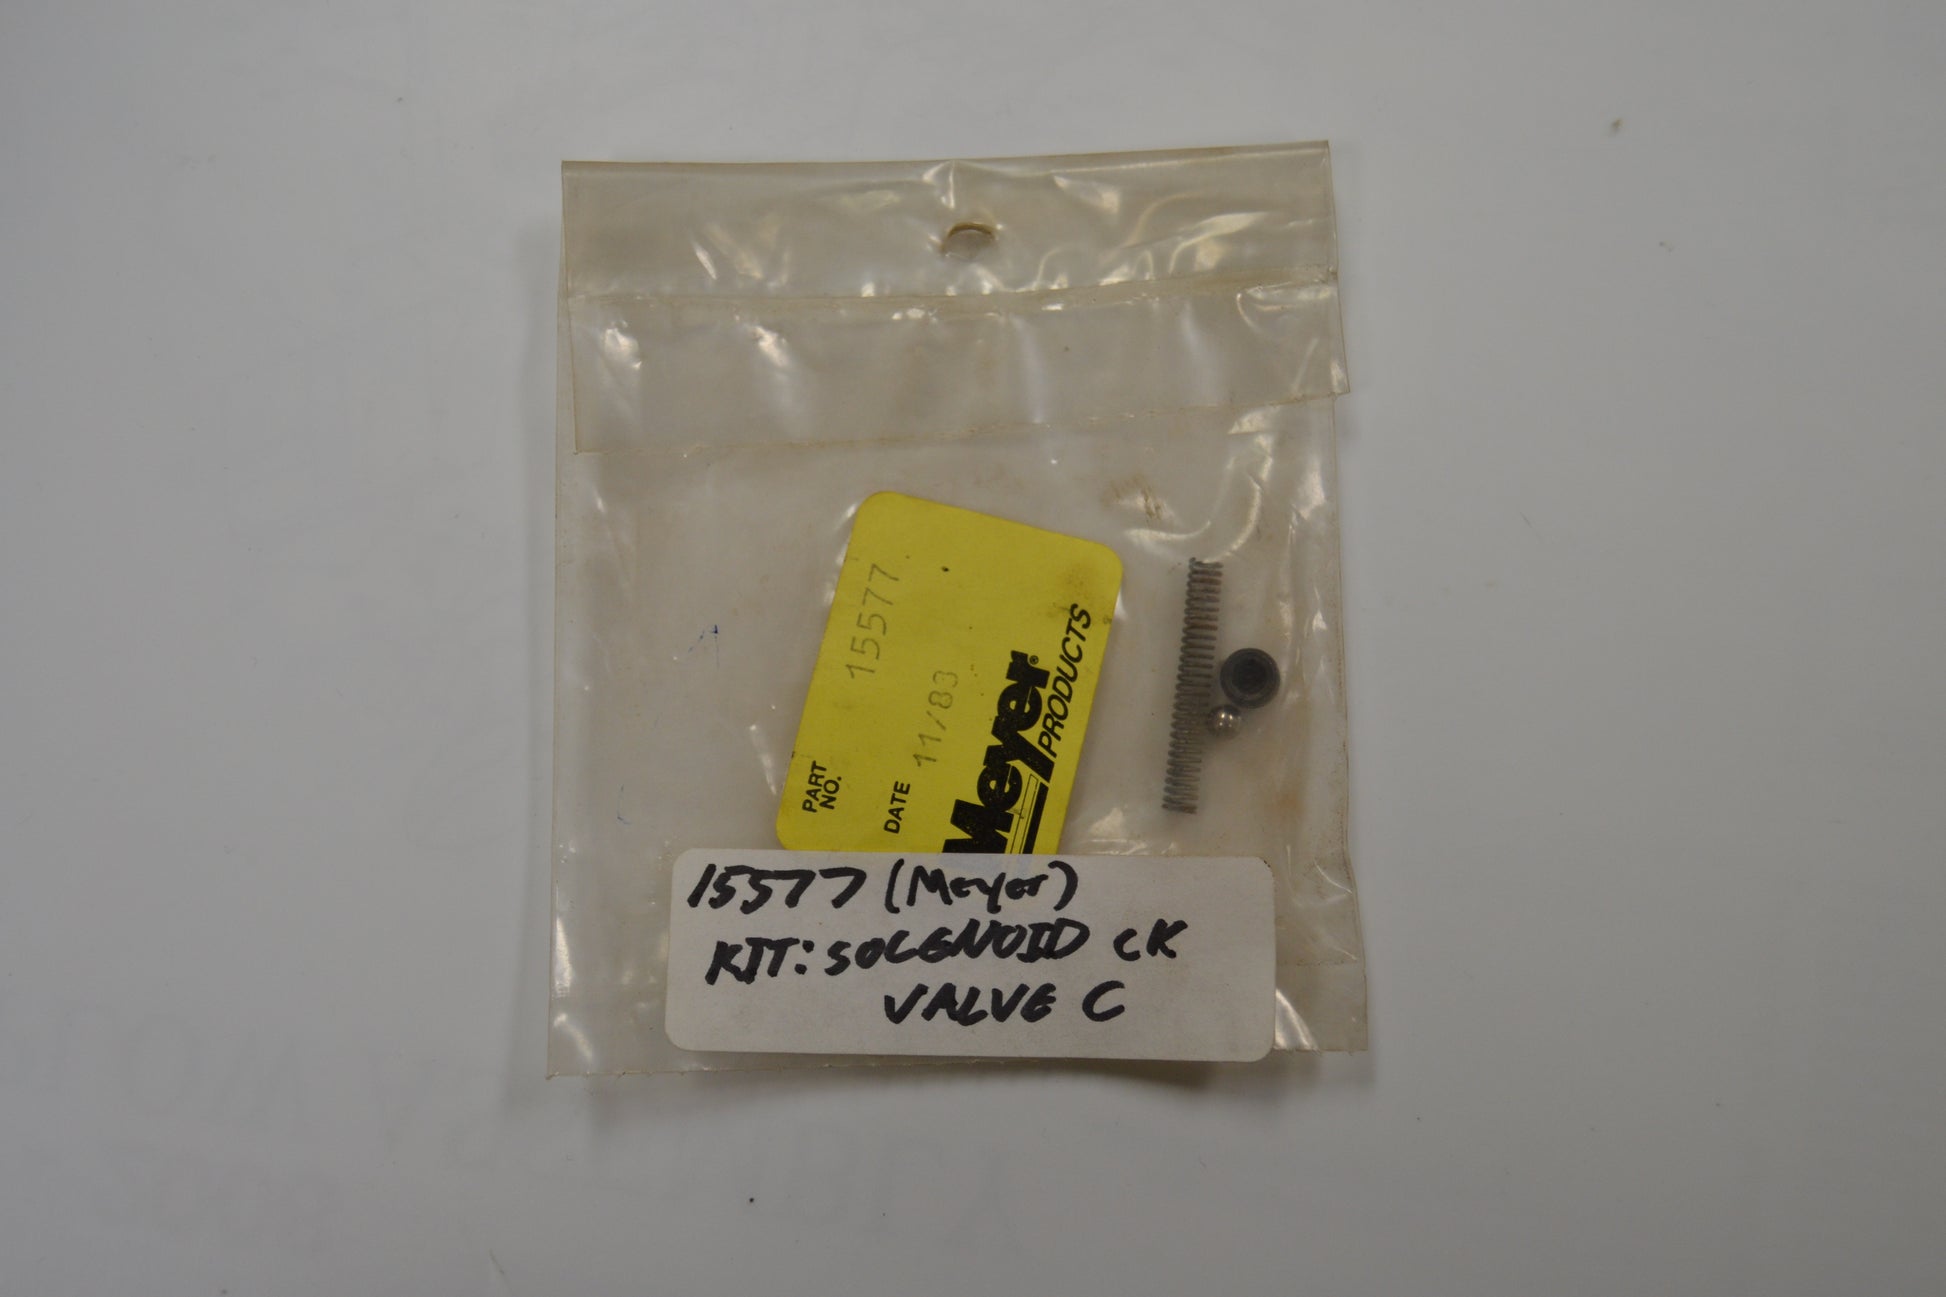 PART
NO.
15577
DATE 11/83
Meyer®
PRODUCTS
15577 (Meyer)
KIT: SOLENOID CK
VALVE C